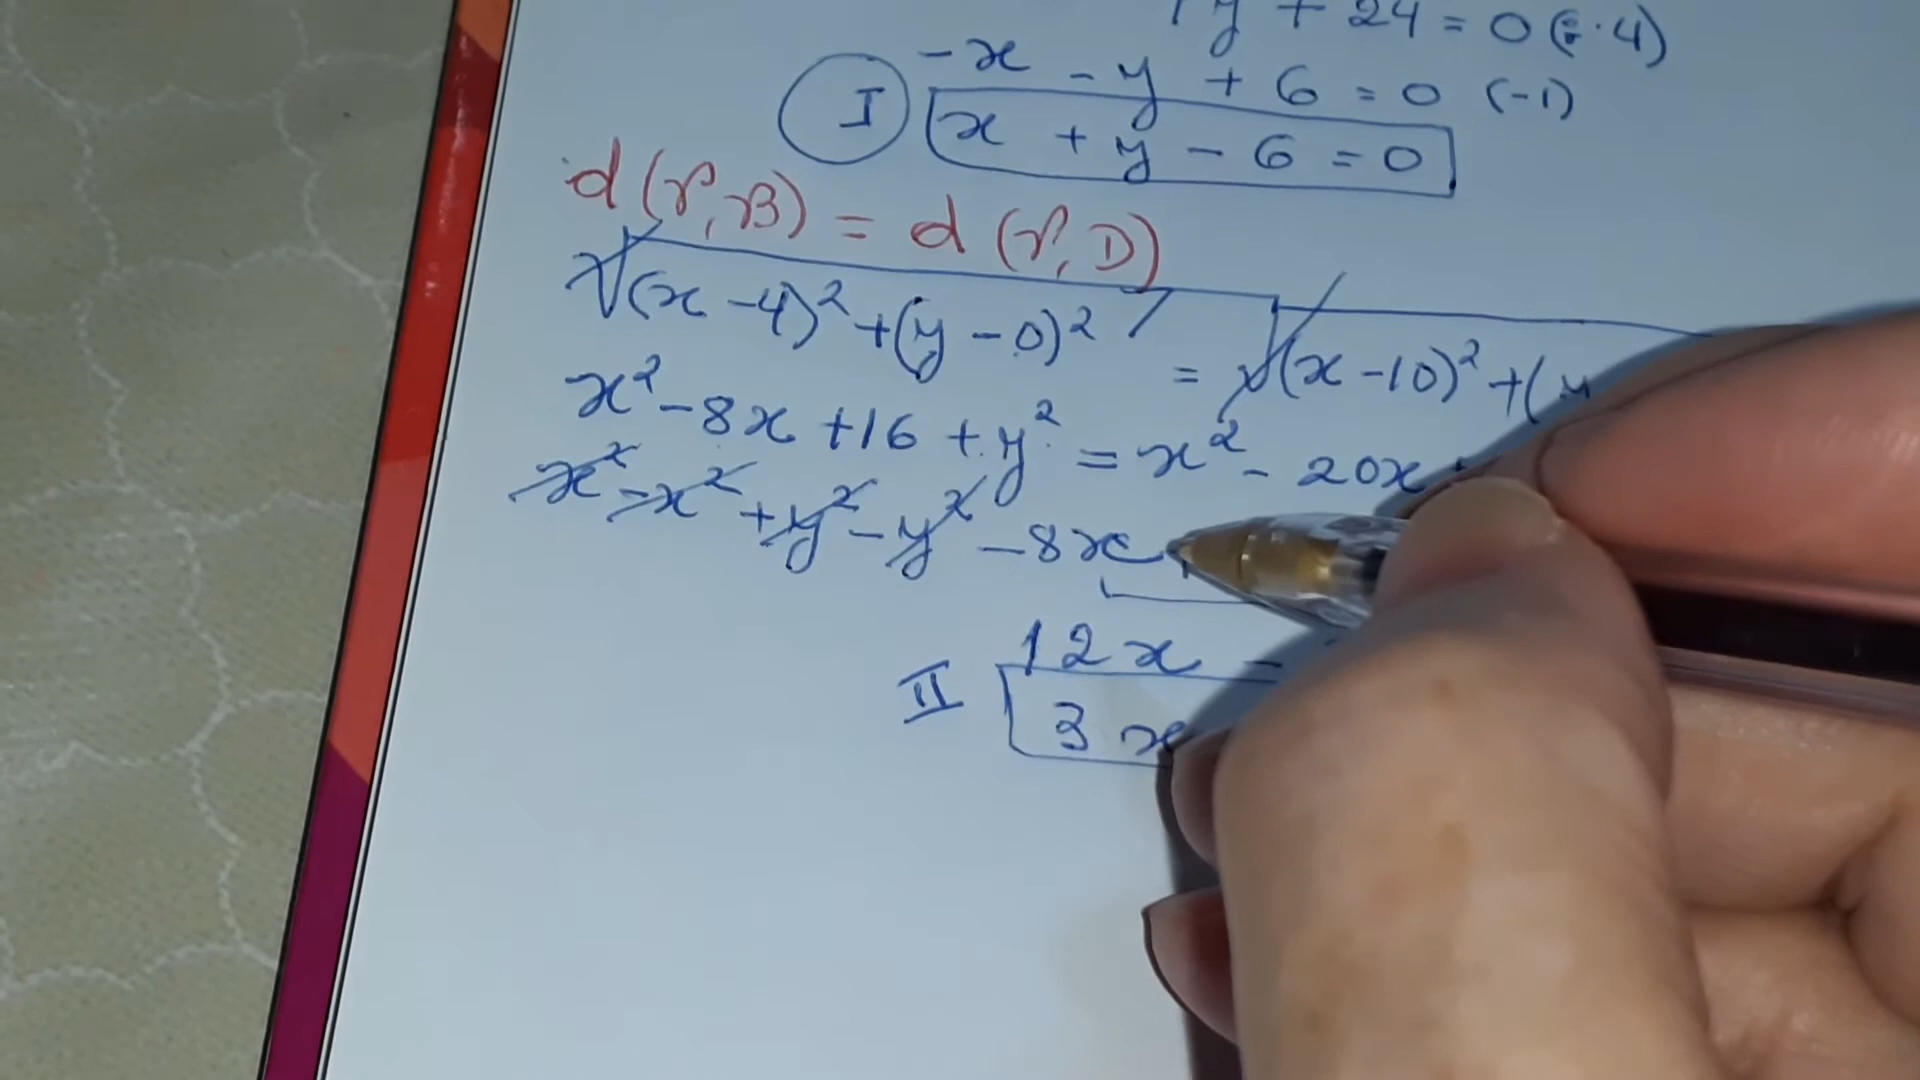 y + 24 = 0 (: 4)
-x - y + 6 = 0 (-1)
I x + y - 6 = 0
d(P,B) = d(P,D)
√(x-4)²+(y-0)² = √(x-10)²+(y
x²-8x+16+y² = x²-20x
x²-x²+y²-y²-8x
12x -
II 3x